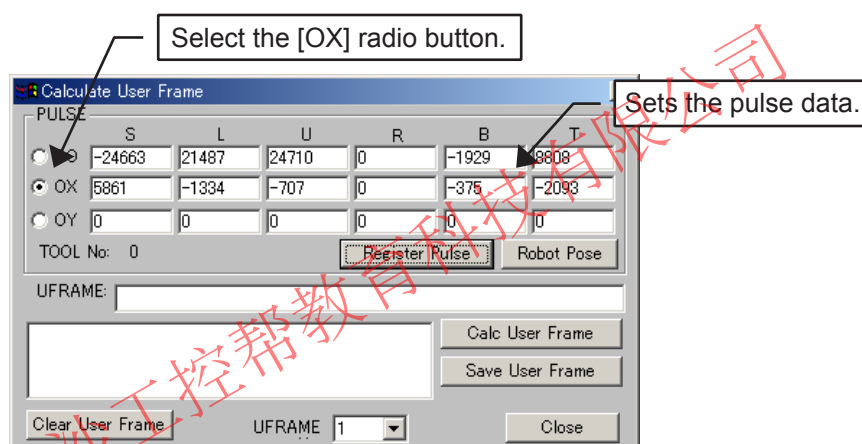 Select the [OX] radio button.
Calculate User Frame
Sets the pulse data.
PULSE
S L U R B T
-24663 21487 24710 0 -1929 8808
OX 5861 -1334 -707 0 -375 -2093
OY 0 0 0 0 0 0
TOOL No: 0 Register Pulse Robot Pose
UFRAME:
Calc User Frame
Save User Frame
Clear User Frame UFRAME 1 Close
工控帮教育科技有限公司